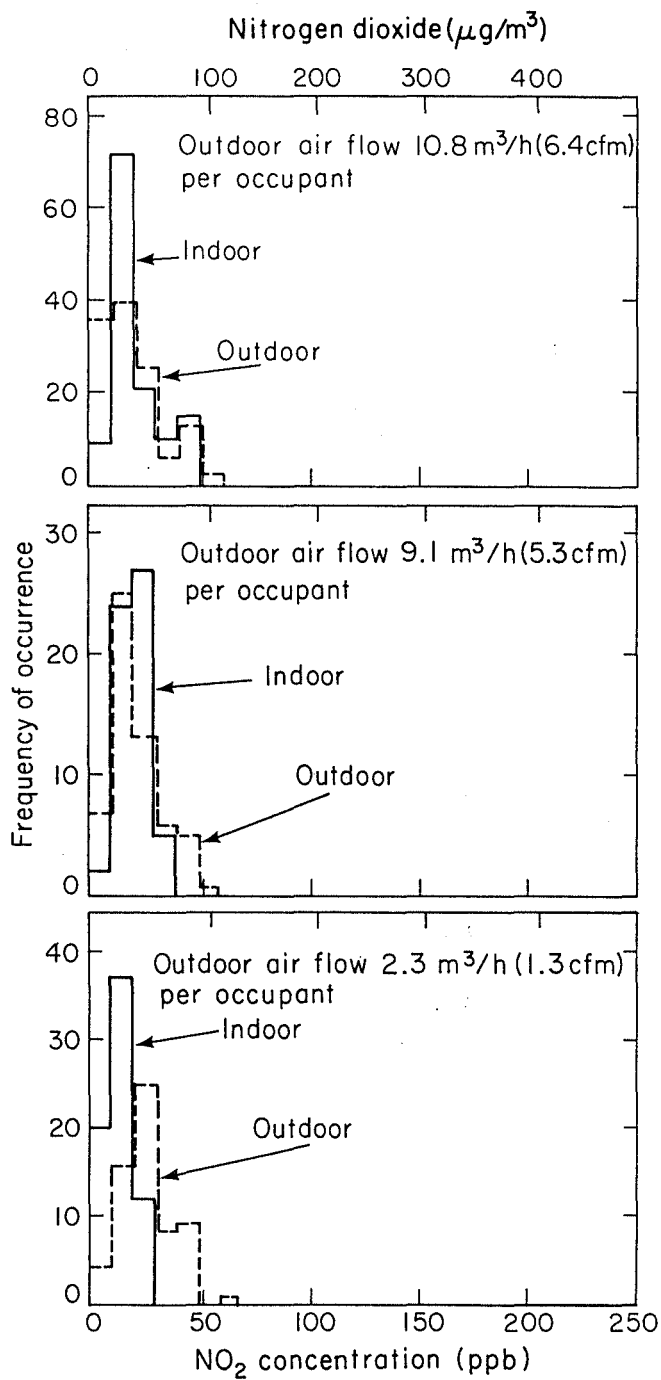 Nitrogen dioxide (μg/m³)
0 100 200 300 400
80
60
40
20
0
Outdoor air flow 10.8 m³/h (6.4 cfm)
per occupant
Indoor
Outdoor
Frequency of occurrence
30
20
10
0
Outdoor air flow 9.1 m³/h (5.3 cfm)
per occupant
Indoor
Outdoor
40
30
20
10
0
Outdoor air flow 2.3 m³/h (1.3 cfm)
per occupant
Indoor
Outdoor
0 50 100 150 200 250
NO₂ concentration (ppb)